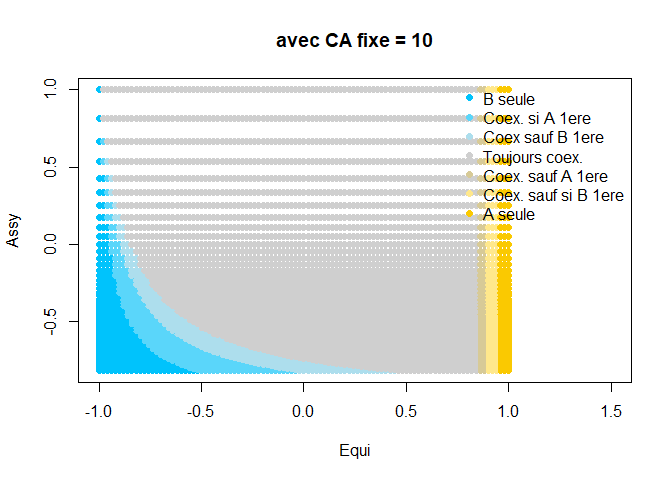 avec CA fixe = 10
B seule
Coex. si A 1ere
Coex sauf B 1ere
Toujours coex.
Coex. sauf A 1ere
Coex. sauf si B 1ere
A seule
Assy
1.0
0.5
0.0
-0.5
-1.0 -0.5 0.0 0.5 1.0 1.5
Equi